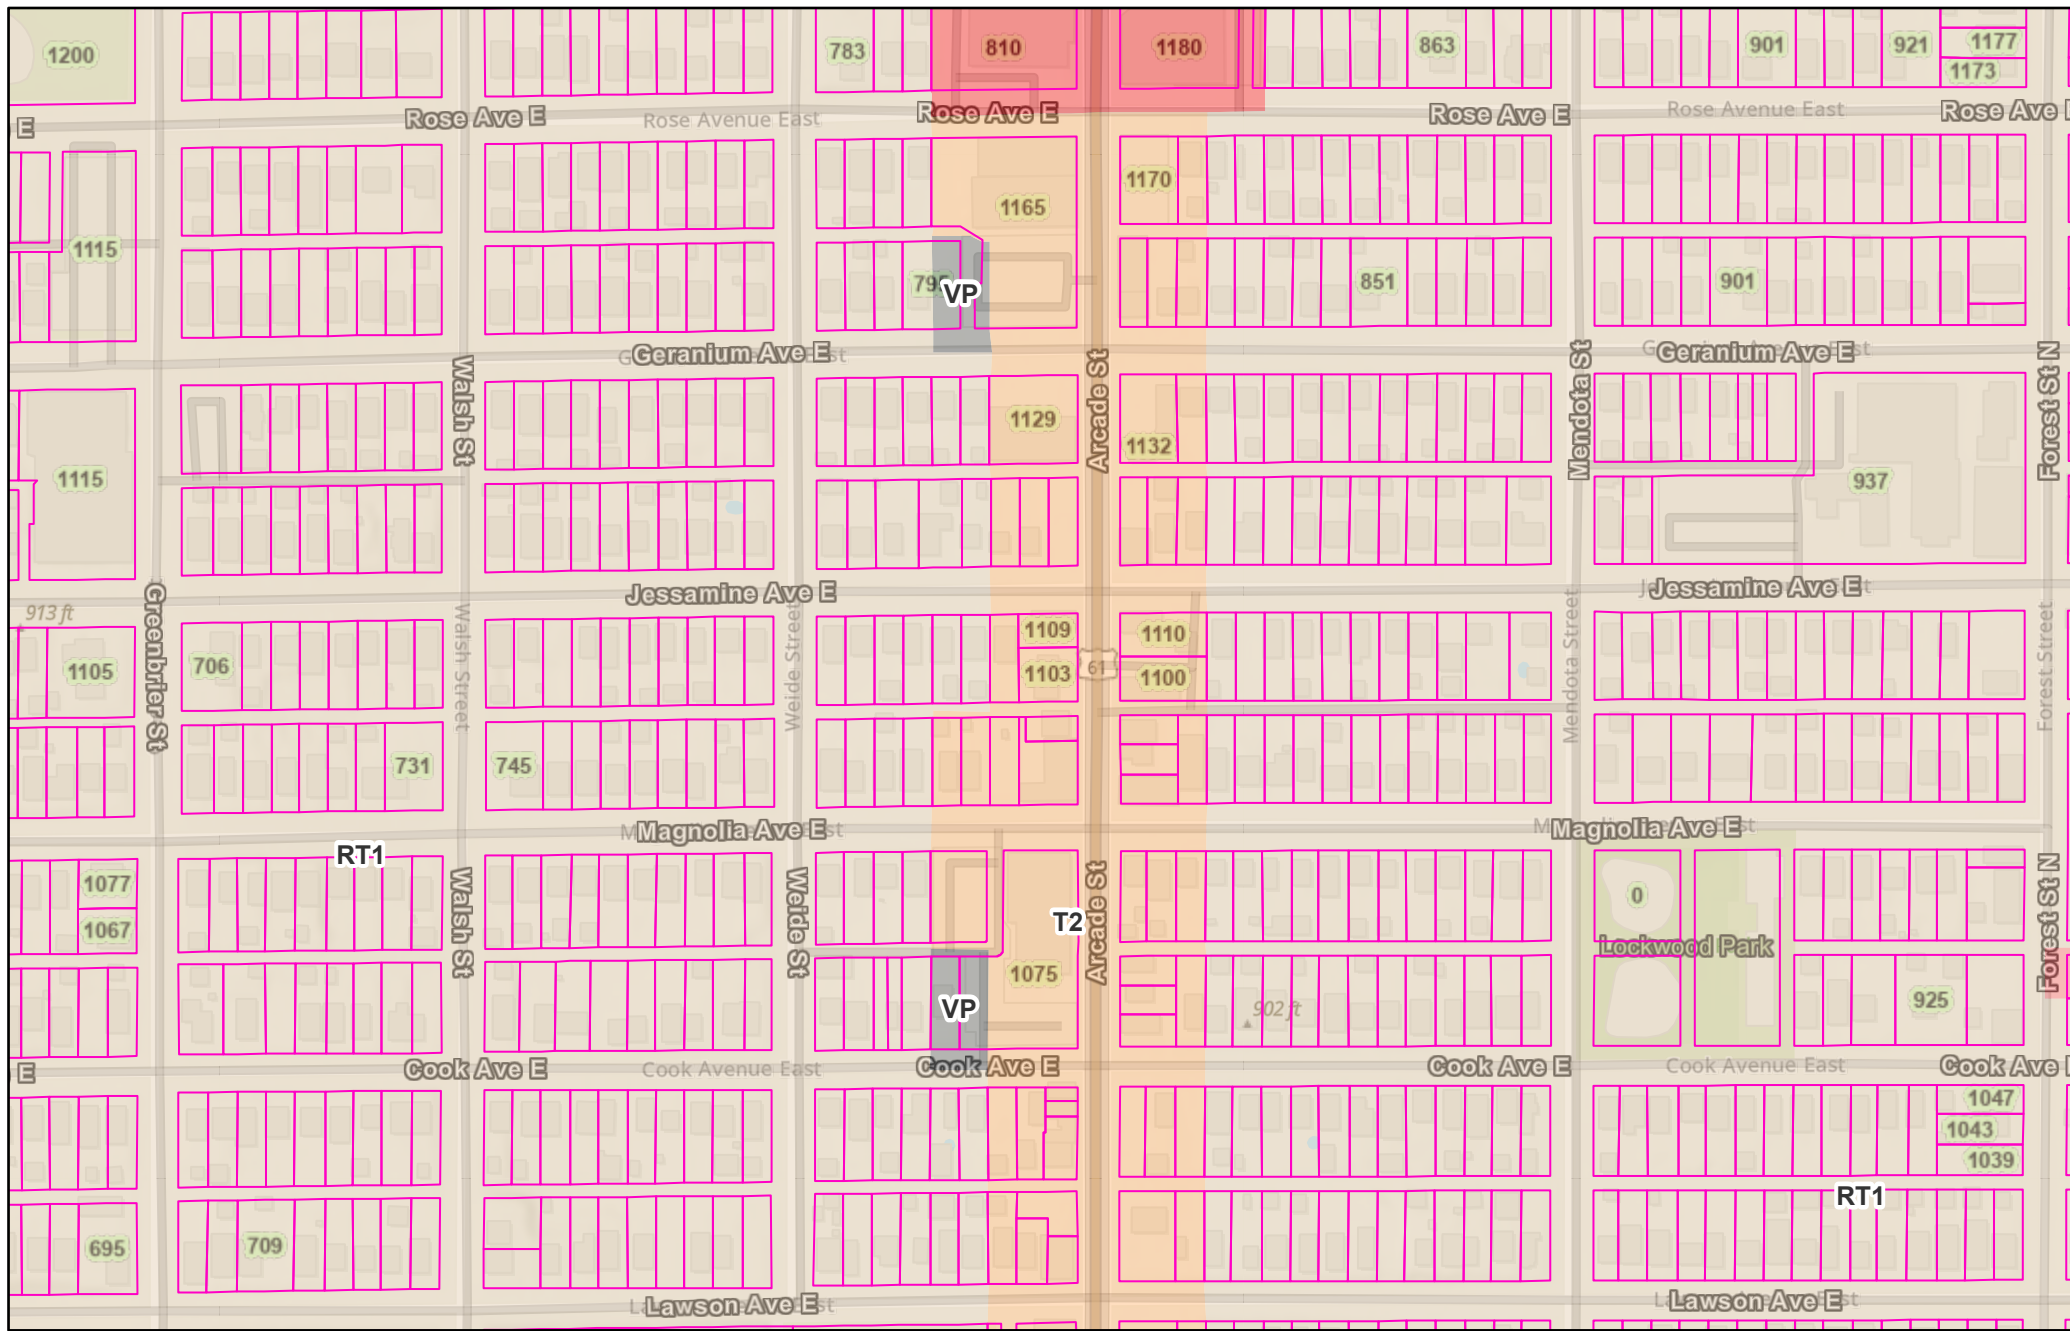 1200
783
810
1180
863
901
921
1177
1173
E
Rose Ave E
Rose Avenue East
Rose Ave E
Rose Ave E
Rose Avenue East
Rose Ave
1170
1165
1115
795
VP
851
901
Geranium Ave E
Geranium Ave E
Walsh St
Arcade St
Mendota St
Forest St N
1129
1132
1115
937
Jessamine Ave E
Jessamine Ave E
913 ft
Greenbrier St
Walsh Street
Weide Street
Mendota Street
Forest Street
1109
1110
1105
706
1103
61
1100
731
745
Magnolia Ave E
Magnolia Ave E
RT1
1077
1067
Walsh St
Weide St
T2
Arcade St
0
Lockwood Park
Forest St N
1075
VP
902 ft
925
E
Cook Ave E
Cook Avenue East
Cook Ave E
Cook Ave E
Cook Avenue East
Cook Ave
1047
1043
1039
RT1
695
709
Lawson Ave E
Lawson Ave E